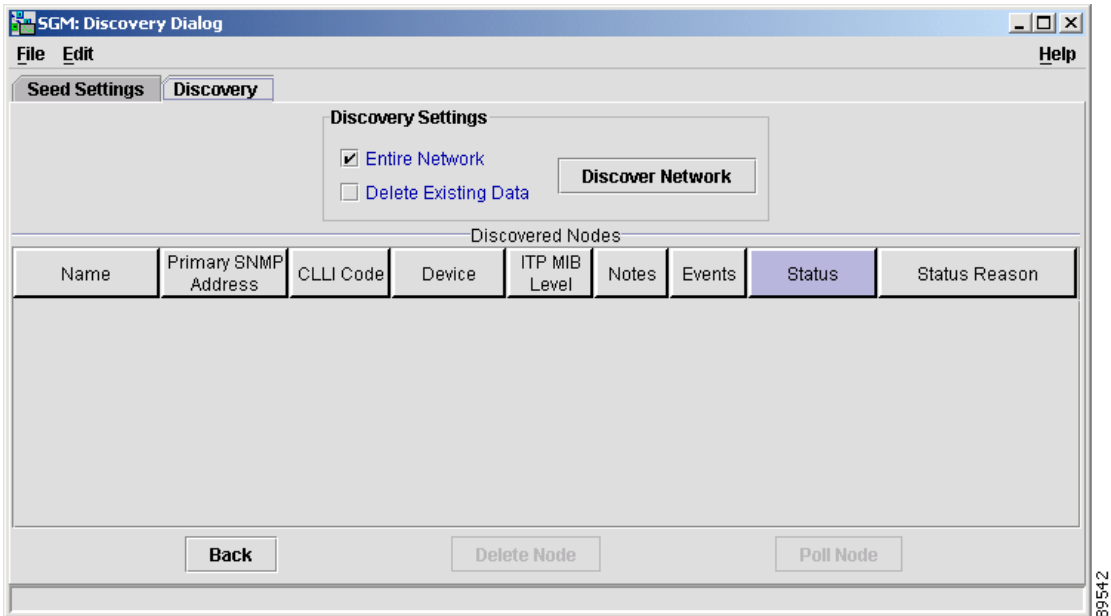 SGM: Discovery Dialog
File Edit Help
Seed Settings Discovery
Discovery Settings
Entire Network
Delete Existing Data
Discover Network
Discovered Nodes
Name
Primary SNMP
Address
CLLI Code
Device
ITP MIB
Level
Notes
Events
Status
Status Reason
Back
Delete Node
Poll Node
89542